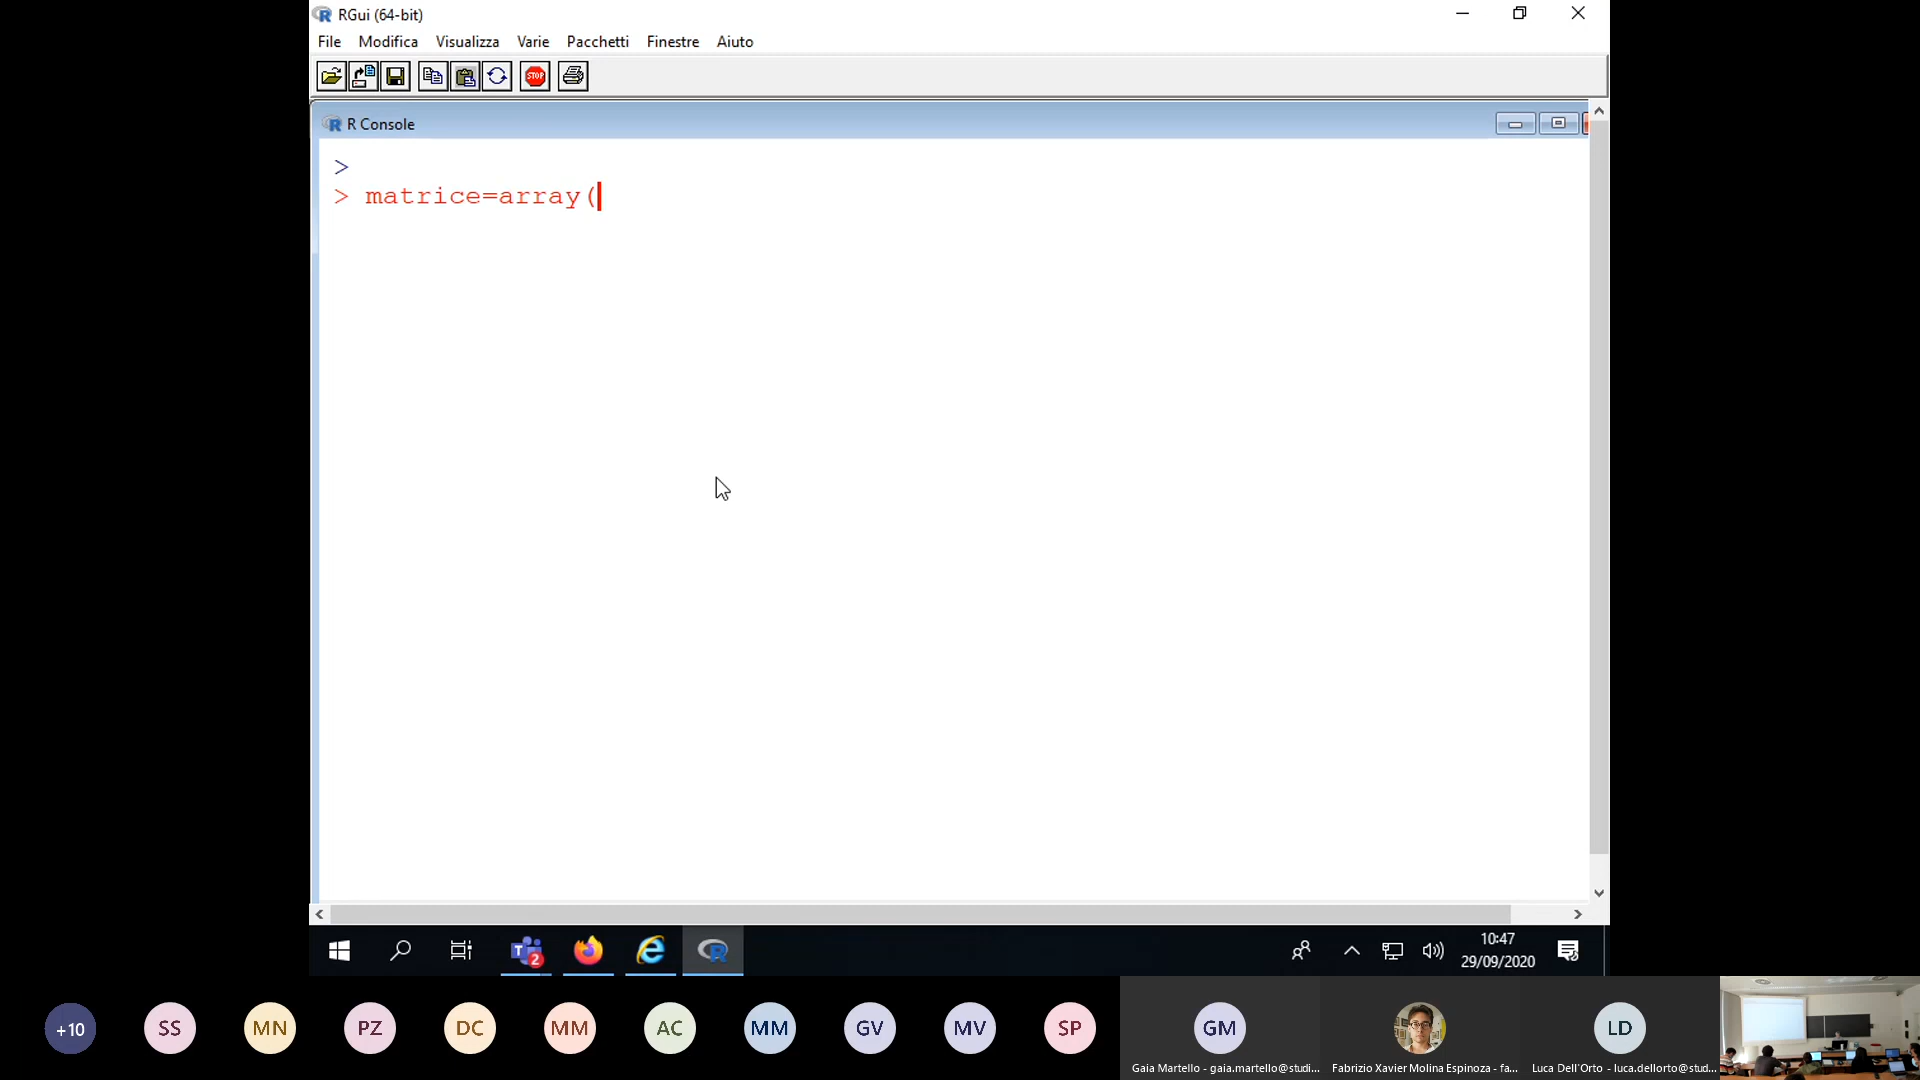 RGui (64-bit)
File Modifica Visualizza Varie Pacchetti Finestre Aiuto
STOP
R Console
>
> matrice=array(
2
10:47
29/09/2020
+10 SS MN PZ DC MM AC MM GV MV SP GM LD
Gaia Martello - gaia.martello@studi... Fabrizio Xavier Molina Espinoza - fa... Luca Dell'Orto - luca.dellorto@stud...